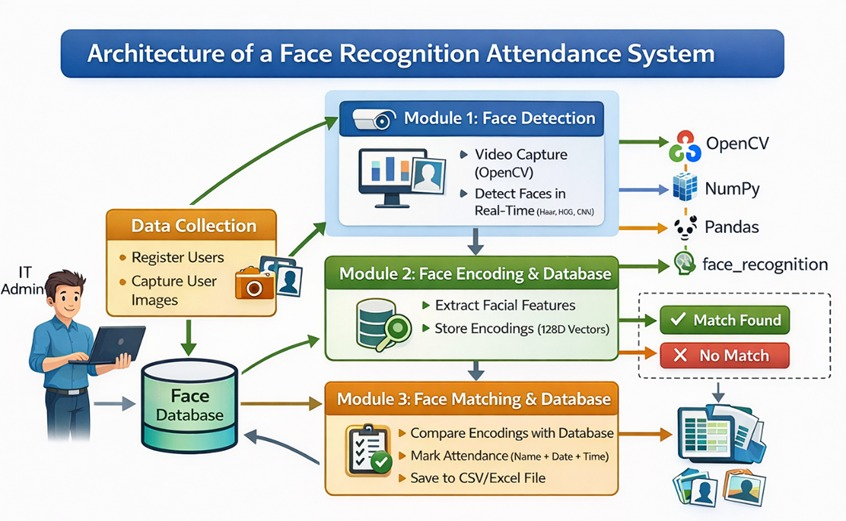 Architecture of a Face Recognition Attendance System
Module 1: Face Detection
Video Capture
(OpenCV)
Detect Faces in
Real-Time (Haar, HGG, CNN)
OpenCV
NumPy
Pandas
face_recognition
Data Collection
Register Users
Capture User
Images
IT
Admin
Module 2: Face Encoding & Database
Extract Facial Features
Store Encodings (128D Vectors)
Match Found
No Match
Face
Database
Module 3: Face Matching & Database
Compare Encodings with Database
Mark Attendance (Name + Date + Time)
Save to CSV/Excel File